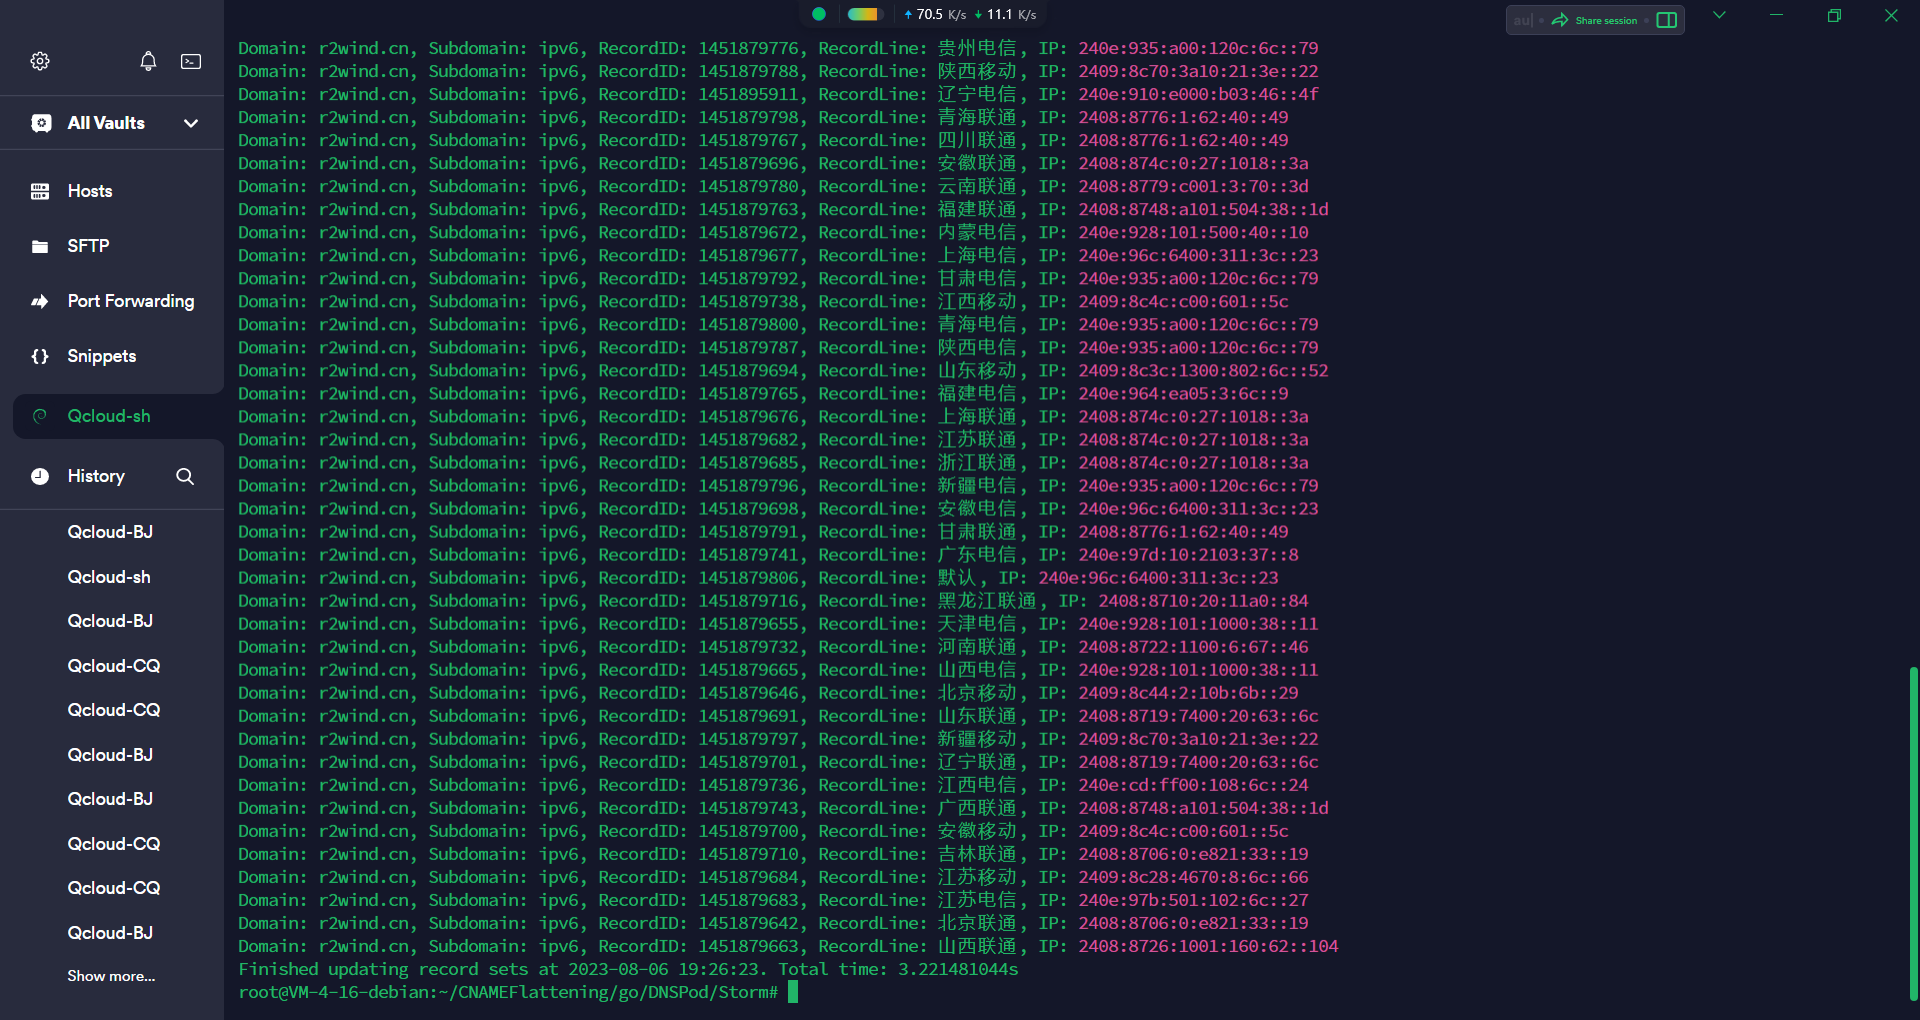 70.5 K/s 11.1 K/s
Share session
All Vaults
Hosts
SFTP
Port Forwarding
Snippets
Qcloud-sh
History
Qcloud-BJ
Qcloud-sh
Qcloud-BJ
Qcloud-CQ
Qcloud-CQ
Qcloud-BJ
Qcloud-BJ
Qcloud-CQ
Qcloud-CQ
Qcloud-BJ
Show more...
Domain: r2wind.cn, Subdomain: ipv6, RecordID: 1451879776, RecordLine: 贵州电信, IP: 240e:935:a00:120c:6c::79
Domain: r2wind.cn, Subdomain: ipv6, RecordID: 1451879788, RecordLine: 陕西移动, IP: 2409:8c70:3a10:21:3e::22
Domain: r2wind.cn, Subdomain: ipv6, RecordID: 1451895911, RecordLine: 辽宁电信, IP: 240e:910:e000:b03:46::4f
Domain: r2wind.cn, Subdomain: ipv6, RecordID: 1451879798, RecordLine: 青海联通, IP: 2408:8776:1:62:40::49
Domain: r2wind.cn, Subdomain: ipv6, RecordID: 1451879767, RecordLine: 四川联通, IP: 2408:8776:1:62:40::49
Domain: r2wind.cn, Subdomain: ipv6, RecordID: 1451879696, RecordLine: 安徽联通, IP: 2408:874c:0:27:1018::3a
Domain: r2wind.cn, Subdomain: ipv6, RecordID: 1451879780, RecordLine: 云南联通, IP: 2408:8779:c001:3:70::3d
Domain: r2wind.cn, Subdomain: ipv6, RecordID: 1451879763, RecordLine: 福建联通, IP: 2408:8748:a101:504:38::1d
Domain: r2wind.cn, Subdomain: ipv6, RecordID: 1451879672, RecordLine: 内蒙电信, IP: 240e:928:101:500:40::10
Domain: r2wind.cn, Subdomain: ipv6, RecordID: 1451879677, RecordLine: 上海电信, IP: 240e:96c:6400:311:3c::23
Domain: r2wind.cn, Subdomain: ipv6, RecordID: 1451879792, RecordLine: 甘肃电信, IP: 240e:935:a00:120c:6c::79
Domain: r2wind.cn, Subdomain: ipv6, RecordID: 1451879738, RecordLine: 江西移动, IP: 2409:8c4c:c00:601::5c
Domain: r2wind.cn, Subdomain: ipv6, RecordID: 1451879800, RecordLine: 青海电信, IP: 240e:935:a00:120c:6c::79
Domain: r2wind.cn, Subdomain: ipv6, RecordID: 1451879787, RecordLine: 陕西电信, IP: 240e:935:a00:120c:6c::79
Domain: r2wind.cn, Subdomain: ipv6, RecordID: 1451879694, RecordLine: 山东移动, IP: 2409:8c3c:1300:802:6c::52
Domain: r2wind.cn, Subdomain: ipv6, RecordID: 1451879765, RecordLine: 福建电信, IP: 240e:964:ea05:3:6c::9
Domain: r2wind.cn, Subdomain: ipv6, RecordID: 1451879676, RecordLine: 上海联通, IP: 2408:874c:0:27:1018::3a
Domain: r2wind.cn, Subdomain: ipv6, RecordID: 1451879682, RecordLine: 江苏联通, IP: 2408:874c:0:27:1018::3a
Domain: r2wind.cn, Subdomain: ipv6, RecordID: 1451879685, RecordLine: 浙江联通, IP: 2408:874c:0:27:1018::3a
Domain: r2wind.cn, Subdomain: ipv6, RecordID: 1451879796, RecordLine: 新疆电信, IP: 240e:935:a00:120c:6c::79
Domain: r2wind.cn, Subdomain: ipv6, RecordID: 1451879698, RecordLine: 安徽电信, IP: 240e:96c:6400:311:3c::23
Domain: r2wind.cn, Subdomain: ipv6, RecordID: 1451879791, RecordLine: 甘肃联通, IP: 2408:8776:1:62:40::49
Domain: r2wind.cn, Subdomain: ipv6, RecordID: 1451879741, RecordLine: 广东电信, IP: 240e:97d:10:2103:37::8
Domain: r2wind.cn, Subdomain: ipv6, RecordID: 1451879806, RecordLine: 默认, IP: 240e:96c:6400:311:3c::23
Domain: r2wind.cn, Subdomain: ipv6, RecordID: 1451879716, RecordLine: 黑龙江联通, IP: 2408:8710:20:11a0::84
Domain: r2wind.cn, Subdomain: ipv6, RecordID: 1451879655, RecordLine: 天津电信, IP: 240e:928:101:1000:38::11
Domain: r2wind.cn, Subdomain: ipv6, RecordID: 1451879732, RecordLine: 河南联通, IP: 2408:8722:1100:6:67::46
Domain: r2wind.cn, Subdomain: ipv6, RecordID: 1451879665, RecordLine: 山西电信, IP: 240e:928:101:1000:38::11
Domain: r2wind.cn, Subdomain: ipv6, RecordID: 1451879646, RecordLine: 北京移动, IP: 2409:8c44:2:10b:6b::29
Domain: r2wind.cn, Subdomain: ipv6, RecordID: 1451879691, RecordLine: 山东联通, IP: 2408:8719:7400:20:63::6c
Domain: r2wind.cn, Subdomain: ipv6, RecordID: 1451879797, RecordLine: 新疆移动, IP: 2409:8c70:3a10:21:3e::22
Domain: r2wind.cn, Subdomain: ipv6, RecordID: 1451879701, RecordLine: 辽宁联通, IP: 2408:8719:7400:20:63::6c
Domain: r2wind.cn, Subdomain: ipv6, RecordID: 1451879736, RecordLine: 江西电信, IP: 240e:cd:ff00:108:6c::24
Domain: r2wind.cn, Subdomain: ipv6, RecordID: 1451879743, RecordLine: 广西联通, IP: 2408:8748:a101:504:38::1d
Domain: r2wind.cn, Subdomain: ipv6, RecordID: 1451879700, RecordLine: 安徽移动, IP: 2409:8c4c:c00:601::5c
Domain: r2wind.cn, Subdomain: ipv6, RecordID: 1451879710, RecordLine: 吉林联通, IP: 2408:8706:0:e821:33::19
Domain: r2wind.cn, Subdomain: ipv6, RecordID: 1451879684, RecordLine: 江苏移动, IP: 2409:8c28:4670:8:6c::66
Domain: r2wind.cn, Subdomain: ipv6, RecordID: 1451879683, RecordLine: 江苏电信, IP: 240e:97b:501:102:6c::27
Domain: r2wind.cn, Subdomain: ipv6, RecordID: 1451879642, RecordLine: 北京联通, IP: 2408:8706:0:e821:33::19
Domain: r2wind.cn, Subdomain: ipv6, RecordID: 1451879663, RecordLine: 山西联通, IP: 2408:8726:1001:160:62::104
Finished updating record sets at 2023-08-06 19:26:23. Total time: 3.221481044s
root@VM-4-16-debian:~/CNAMEFlattening/go/DNSPod/Storm#